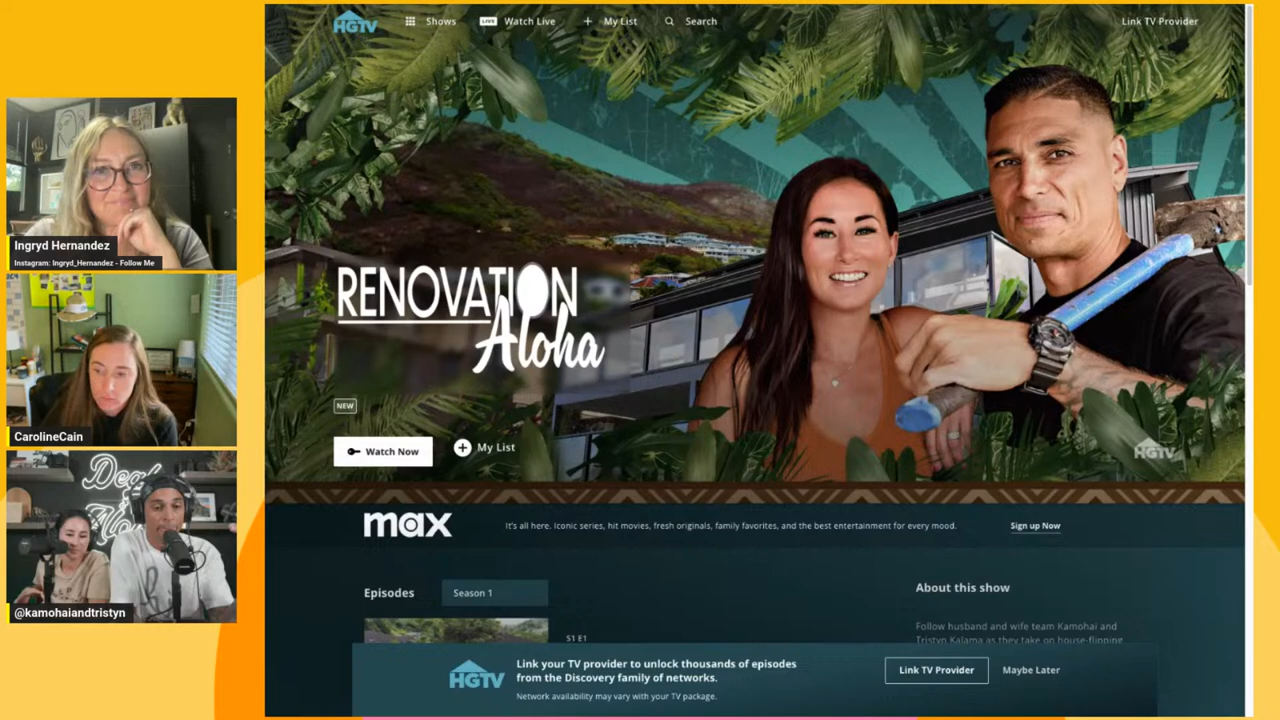 HGTV
Shows
LIVE
Watch Live
My List
Search
Link TV Provider
Ingryd Hernandez
Instagram: Ingryd_Hernandez - Follow Me
CarolineCain
Deal
Aloha
@kamohaiandtristyn
RENOVATION
Aloha
NEW
Watch Now
My List
HGTV
max
It's all here. Iconic series, hit movies, fresh originals, family favorites, and the best entertainment for every mood.
Sign up Now
Episodes
Season 1
S1 E1
About this show
Follow husband and wife team Kamohai and
Tristyn Kalama as they take on house-flipping
HGTV
Link your TV provider to unlock thousands of episodes
from the Discovery family of networks.
Network availability may vary with your TV package.
Link TV Provider
Maybe Later